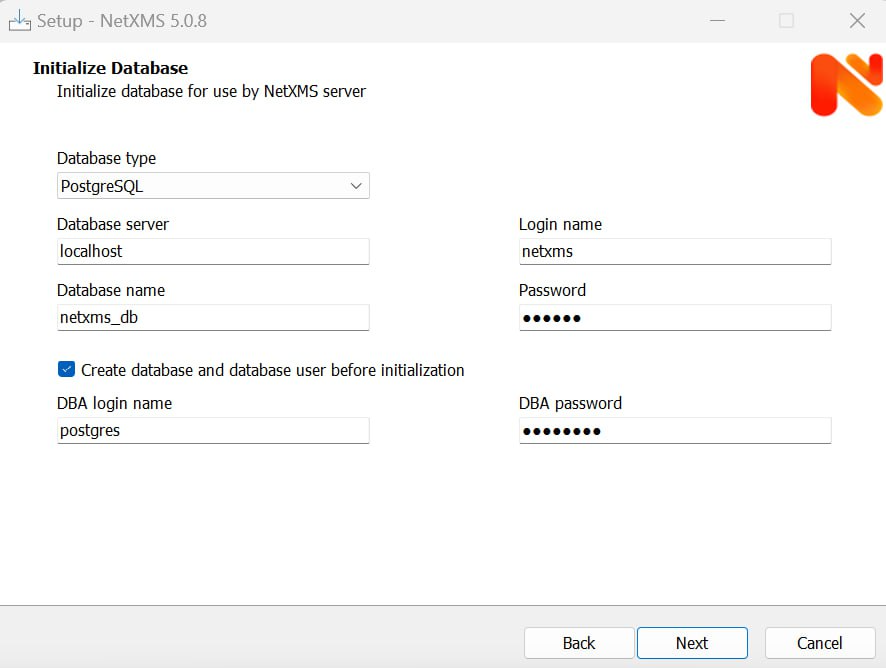 Setup - NetXMS 5.0.8
Initialize Database
Initialize database for use by NetXMS server
Database type
PostgreSQL
Database server
Login name
localhost
netxms
Database name
Password
netxms_db
●●●●●●
Create database and database user before initialization
DBA login name
DBA password
postgres
●●●●●●●●
Back
Next
Cancel